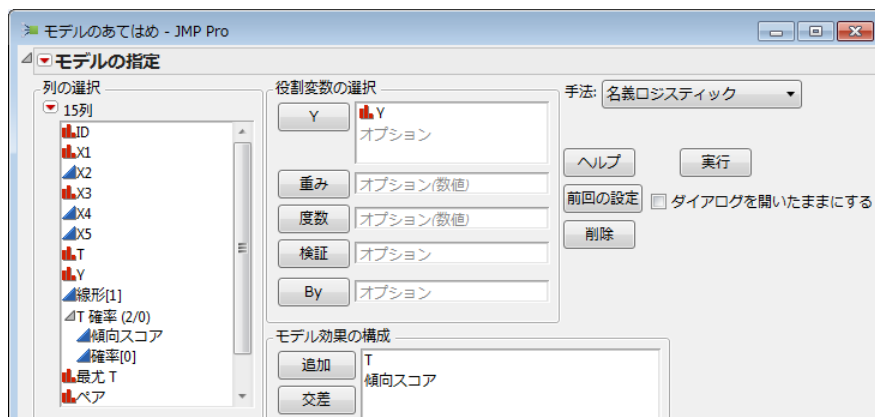 モデルのあてはめ - JMP Pro
モデルの指定
列の選択
15列
ID
X1
X2
X3
X4
X5
T
Y
線形[1]
T 確率 (2/0)
傾向スコア
確率[0]
最尤 T
ペア
役割変数の選択
Y
Y
オプション
重み
オプション(数値)
度数
オプション(数値)
検証
オプション
By
オプション
モデル効果の構成
追加
交差
T
傾向スコア
手法:
名義ロジスティック
ヘルプ
実行
前回の設定
ダイアログを開いたままにする
削除